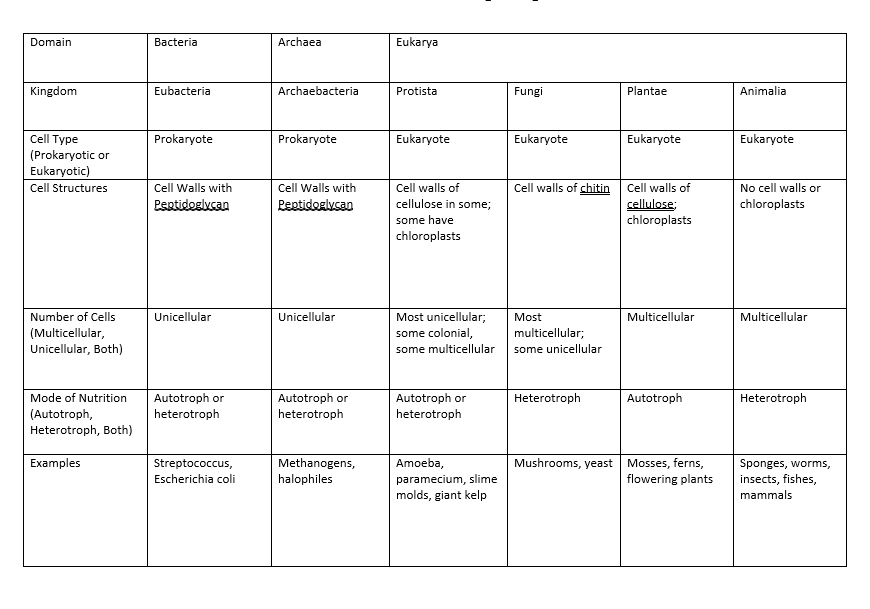 Domain Bacteria Archaea Eukarya
Kingdom Eubacteria Archaebacteria Protista Fungi Plantae Animalia
Cell Type Prokaryote Prokaryote Eukaryote Eukaryote Eukaryote Eukaryote
(Prokaryotic or
Eukaryotic)
Cell Structures Cell Walls with Cell Walls with Cell walls of Cell walls of chitin Cell walls of No cell walls or
Peptidoglycan Peptidoglycan cellulose in some; cellulose; chloroplasts
some have chloroplasts
chloroplasts
Number of Cells Unicellular Unicellular Most unicellular; Most Multicellular Multicellular
(Multicellular, some colonial, multicellular;
Unicellular, Both) some multicellular some unicellular
Mode of Nutrition Autotroph or Autotroph or Autotroph or Heterotroph Autotroph Heterotroph
(Autotroph, heterotroph heterotroph heterotroph
Heterotroph, Both)
Examples Streptococcus, Methanogens, Amoeba, Mushrooms, yeast Mosses, ferns, Sponges, worms,
Escherichia coli halophiles paramecium, slime flowering plants insects, fishes,
molds, giant kelp mammals